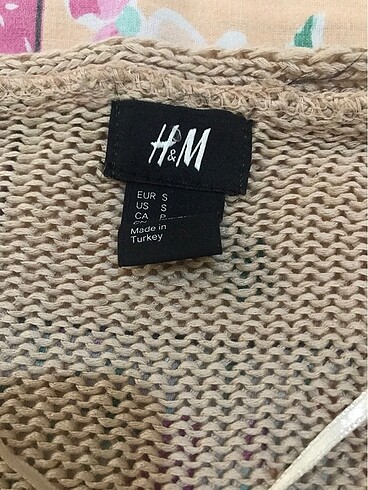 H&M
EUR S
US S
CA P
Made in
Turkey